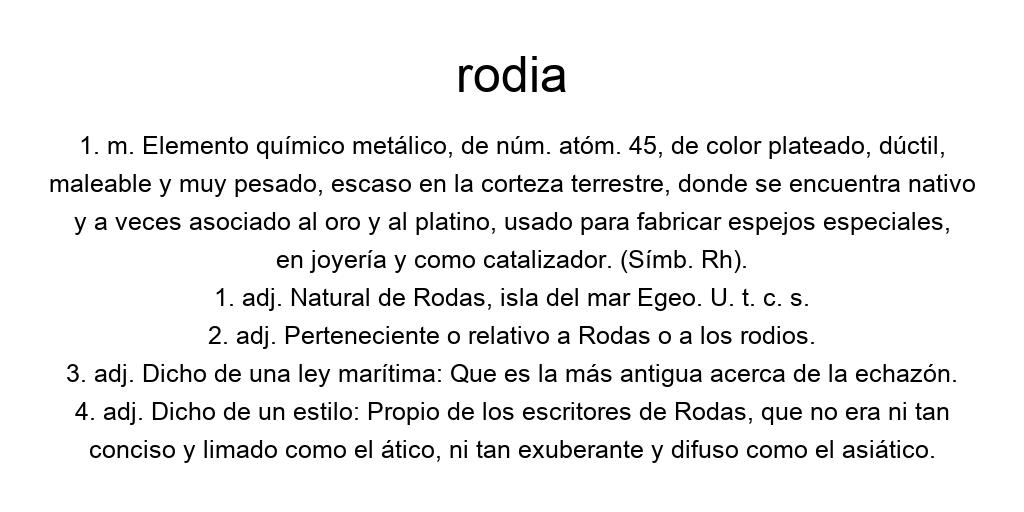 rodia
1. m. Elemento químico metálico, de núm. atóm. 45, de color plateado, dúctil,
maleable y muy pesado, escaso en la corteza terrestre, donde se encuentra nativo
y a veces asociado al oro y al platino, usado para fabricar espejos especiales,
en joyería y como catalizador. (Símb. Rh).
1. adj. Natural de Rodas, isla del mar Egeo. U. t. c. s.
2. adj. Perteneciente o relativo a Rodas o a los rodios.
3. adj. Dicho de una ley marítima: Que es la más antigua acerca de la echazón.
4. adj. Dicho de un estilo: Propio de los escritores de Rodas, que no era ni tan
conciso y limado como el ático, ni tan exuberante y difuso como el asiático.